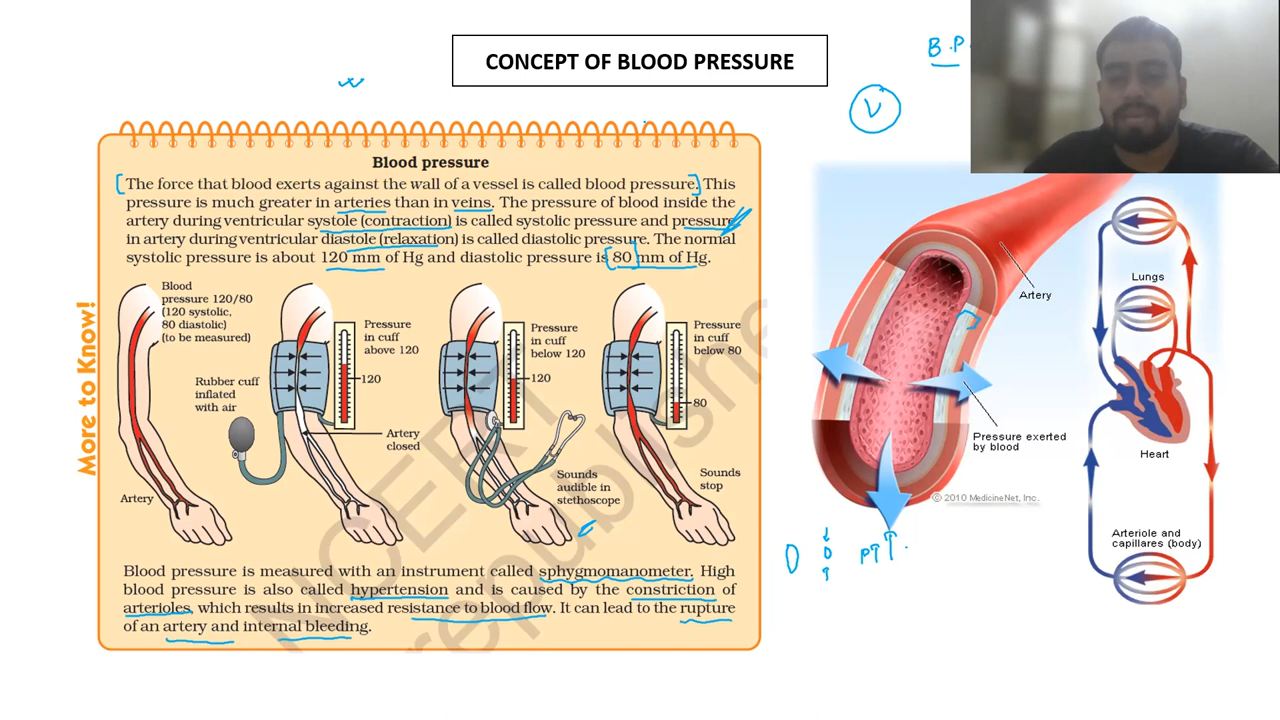 CONCEPT OF BLOOD PRESSURE
B.P.
V
Blood pressure
The force that blood exerts against the wall of a vessel is called blood pressure. This
pressure is much greater in arteries than in veins. The pressure of blood inside the
artery during ventricular systole (contraction) is called systolic pressure and pressure
in artery during ventricular diastole (relaxation) is called diastolic pressure. The normal
systolic pressure is about 120 mm of Hg and diastolic pressure is 80 mm of Hg.
More to Know!
Blood
pressure 120/80
(120 systolic,
80 diastolic)
(to be measured)
Rubber cuff
inflated
with air
Artery
Pressure
in cuff
above 120
120
Artery
closed
Pressure
in cuff
below 120
120
Sounds
audible in
stethoscope
Pressure
in cuff
below 80
80
Sounds
stop
Blood pressure is measured with an instrument called sphygmomanometer. High
blood pressure is also called hypertension and is caused by the constriction of
arterioles, which results in increased resistance to blood flow. It can lead to the rupture
of an artery and internal bleeding.
NCERT
republishe
Artery
Pressure exerted
by blood
© 2010 MedicineNet, Inc.
P↑↑
Lungs
Heart
Arteriole and
capillares (body)